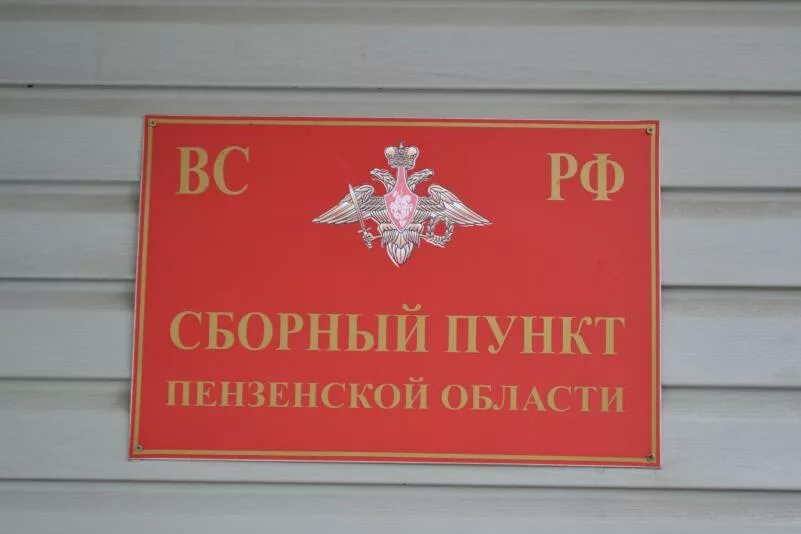 ВС РФ
СБОРНЫЙ ПУНКТ
ПЕНЗЕНСКОЙ ОБЛАСТИ